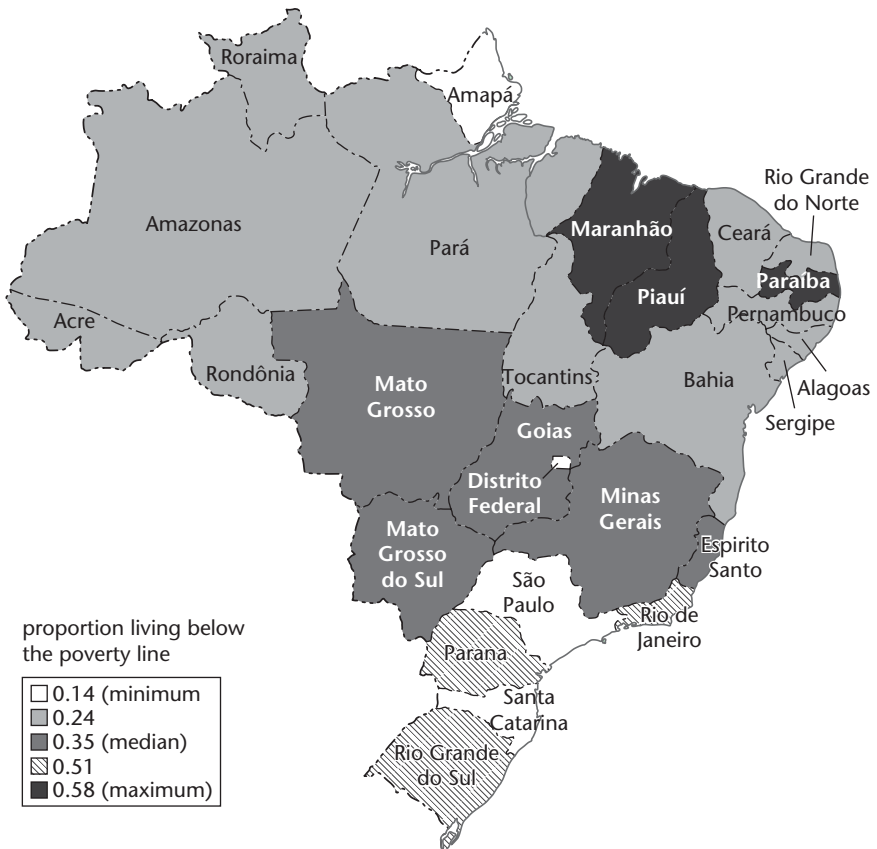 Roraima
Amapá
Rio Grande
do Norte
Amazonas
Pará
Maranhão
Ceará
Paraíba
Piauí
Pernambuco
Acre
Rondônia
Mato
Grosso
Tocantins
Bahia
Alagoas
Sergipe
Goias
Distrito
Federal
Minas
Gerais
Mato
Grosso
do Sul
Espirito
Santo
São
Paulo
Rio de
Janeiro
Parana
Santa
Catarina
Rio Grande
do Sul
proportion living below
the poverty line
0.14 (minimum
0.24
0.35 (median)
0.51
0.58 (maximum)